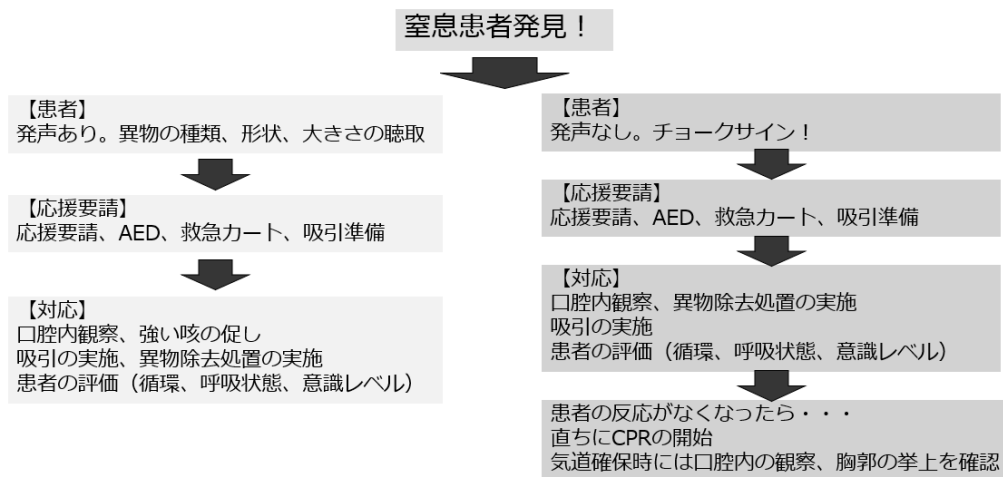 窒息患者発見！
【患者】
発声あり。異物の種類、形状、大きさの聴取
【応援要請】
応援要請、AED、救急カート、吸引準備
【対応】
口腔内観察、強い咳の促し
吸引の実施、異物除去処置の実施
患者の評価（循環、呼吸状態、意識レベル）
【患者】
発声なし。チョークサイン！
【応援要請】
応援要請、AED、救急カート、吸引準備
【対応】
口腔内観察、異物除去処置の実施
吸引の実施
患者の評価（循環、呼吸状態、意識レベル）
患者の反応がなくなったら・・・
直ちにCPRの開始
気道確保時には口腔内の観察、胸郭の挙上を確認